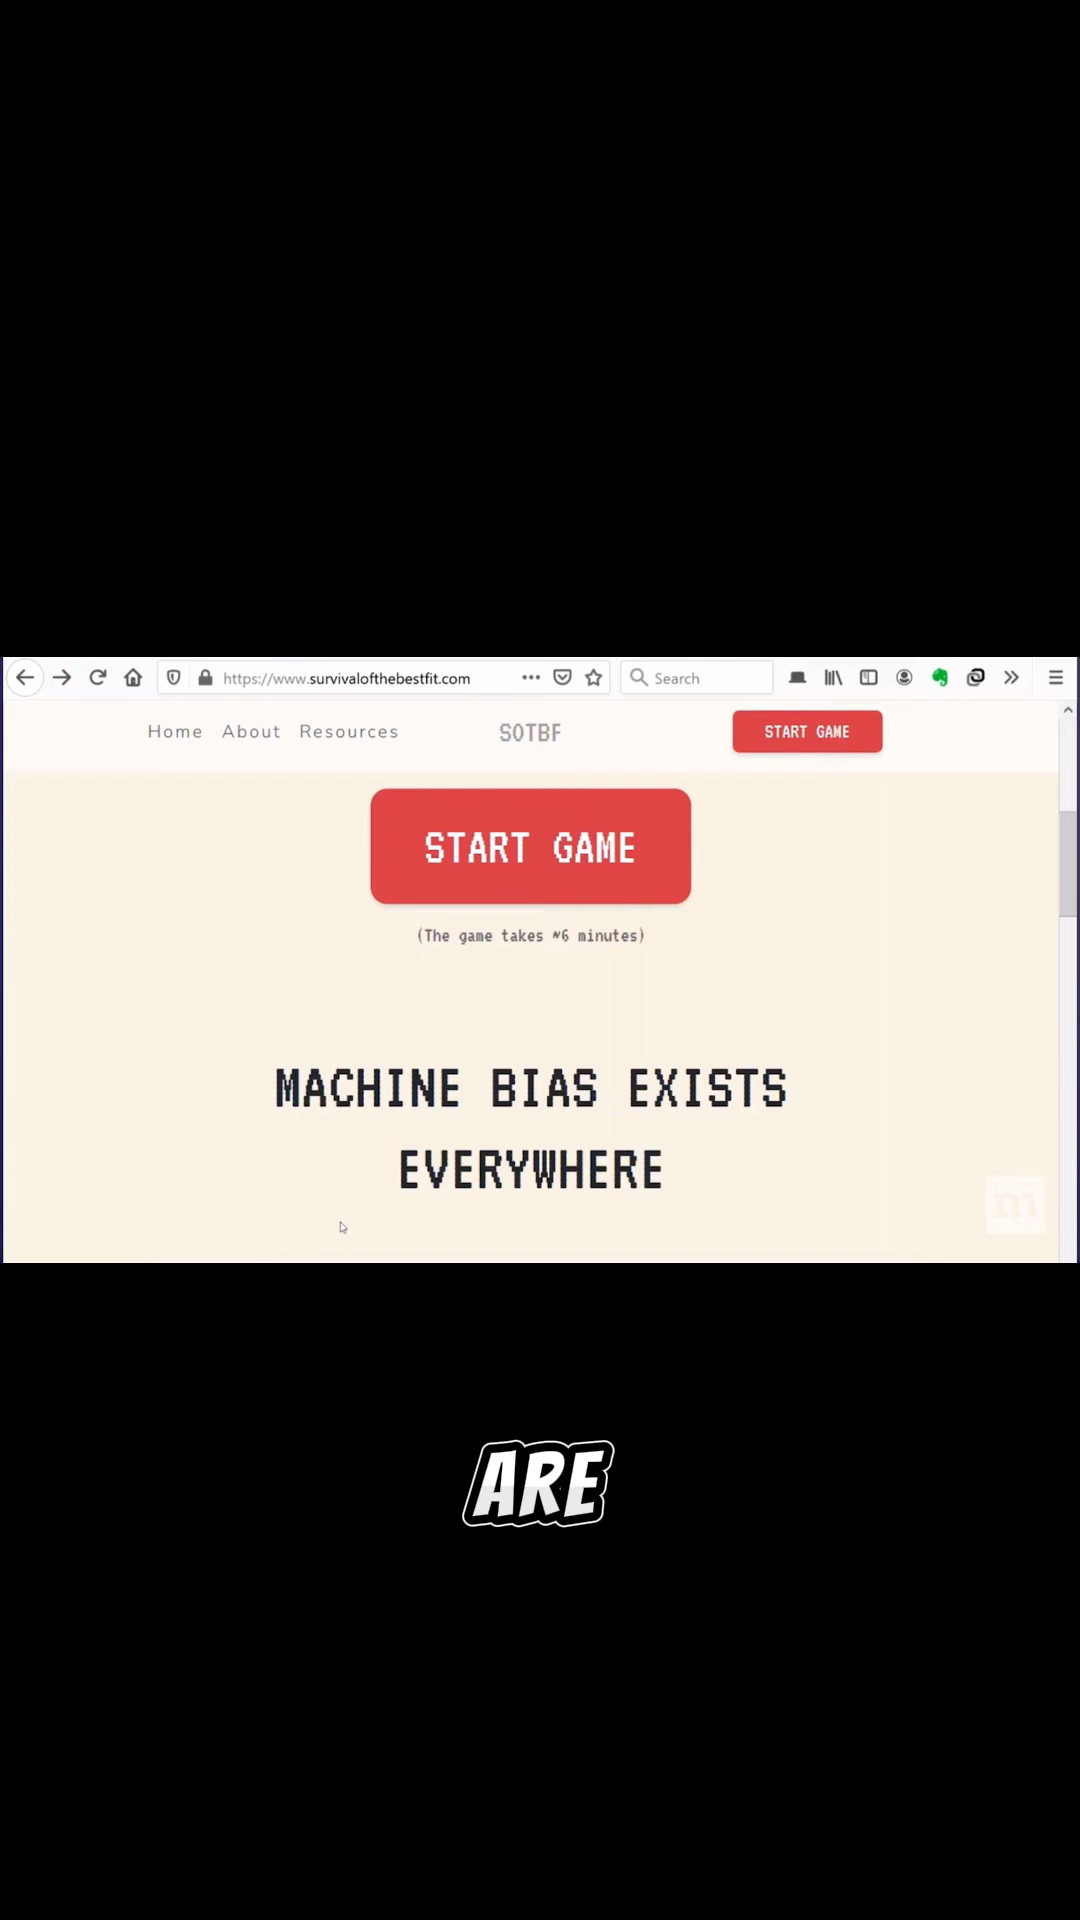 https://www.survivalofthebestfit.com
Search
Home About Resources SOTBF START GAME
START GAME
(The game takes ~6 minutes)
MACHINE BIAS EXISTS
EVERYWHERE
m
ARE